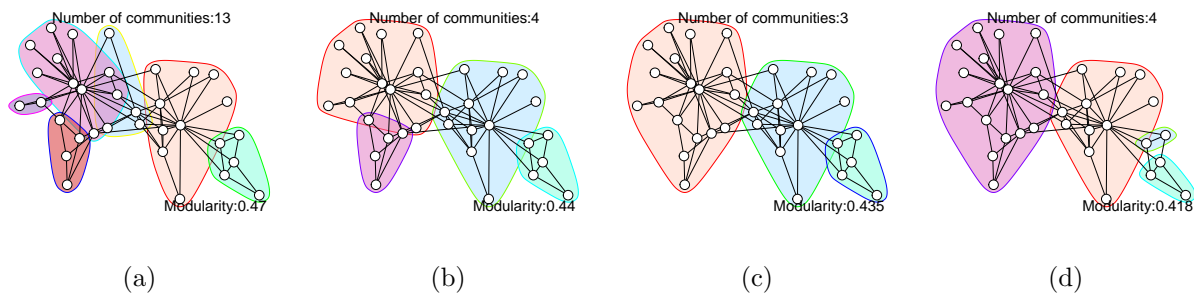 Number of communities:13
Number of communities:4
Number of communities:3
Number of communities:4
Modularity:0.47
Modularity:0.44
Modularity:0.435
Modularity:0.418
(a)
(b)
(c)
(d)